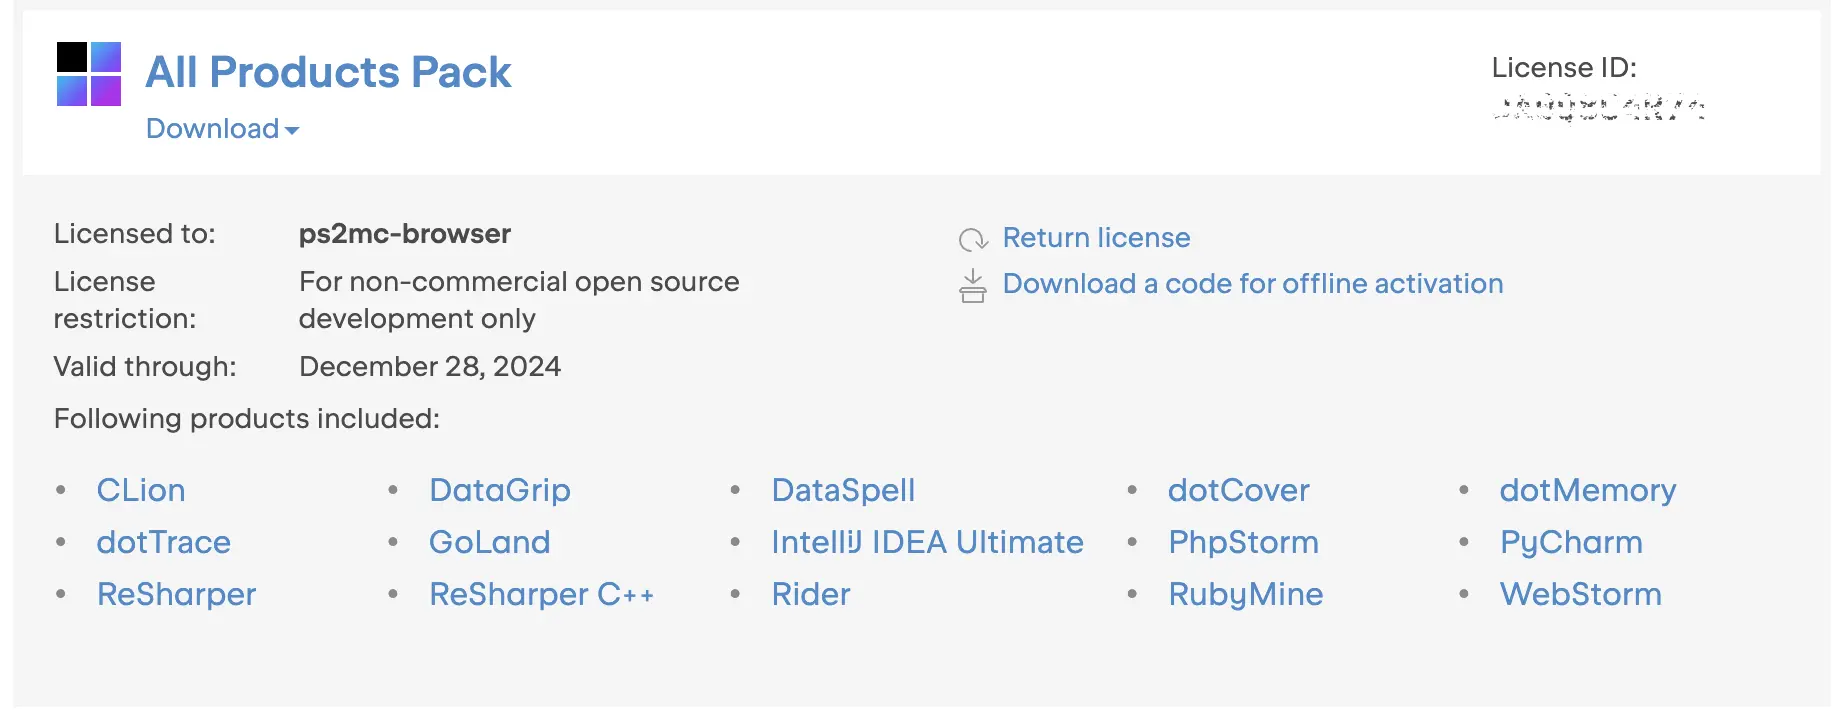 All Products Pack
License ID:
Download
Licensed to: ps2mc-browser
Return license
License restriction: For non-commercial open source development only
Download a code for offline activation
Valid through: December 28, 2024
Following products included:
• CLion • DataGrip • DataSpell • dotCover • dotMemory
• dotTrace • GoLand • IntelliJ IDEA Ultimate • PhpStorm • PyCharm
• ReSharper • ReSharper C++ • Rider • RubyMine • WebStorm